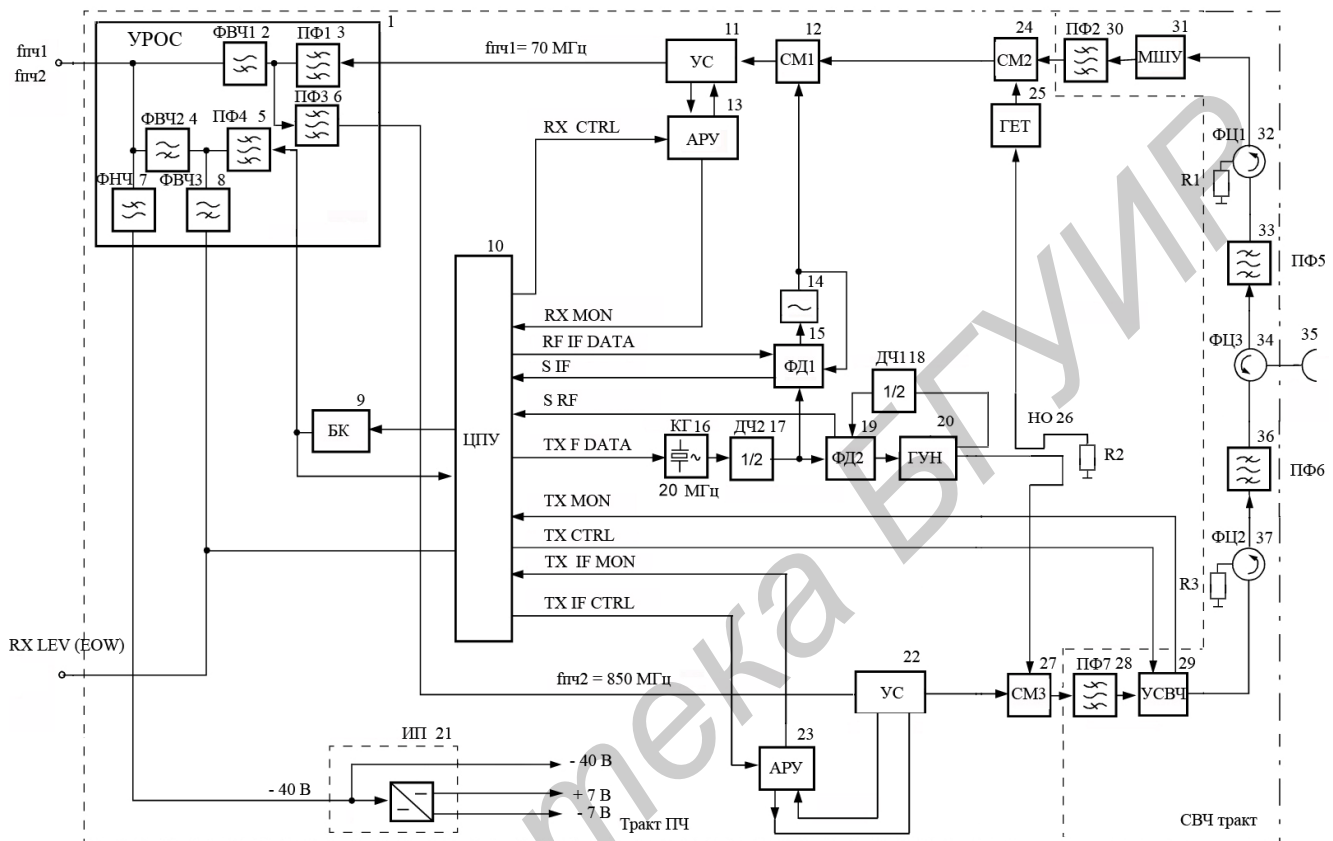 1
УРОС
ФВЧ1 2
ПФ1 3
fпч1
fпч2
fпч1= 70 МГц
11
УС
12
СМ1
24
СМ2
ПФ2 30
31
МШУ
ПФ3 6
ФВЧ2 4
ПФ4 5
13
АРУ
25
ГЕТ
ФНЧ 7
ФВЧ3 8
RX CTRL
ФЦ1 32
R1
10
ЦПУ
33
ПФ5
14
RX MON
RF IF DATA
15
ФД1
S IF
ФЦ3 34
35
ДЧ118
1/2
9
БК
S RF
КГ16
20 МГц
ДЧ2 17
1/2
19
ФД2
20
ГУН
НО 26
R2
TX F DATA
36
ПФ6
TX MON
TX CTRL
TX IF MON
TX IF CTRL
ФЦ2 37
R3
RX LEV (EOW)
fпч2 = 850 МГц
22
УС
27
СМ3
ПФ7 28
29
УСВЧ
23
АРУ
ИП 21
- 40 В
- 40 В
+ 7 В
- 7 В
Тракт ПЧ
СВЧ тракт
тека БГУИР